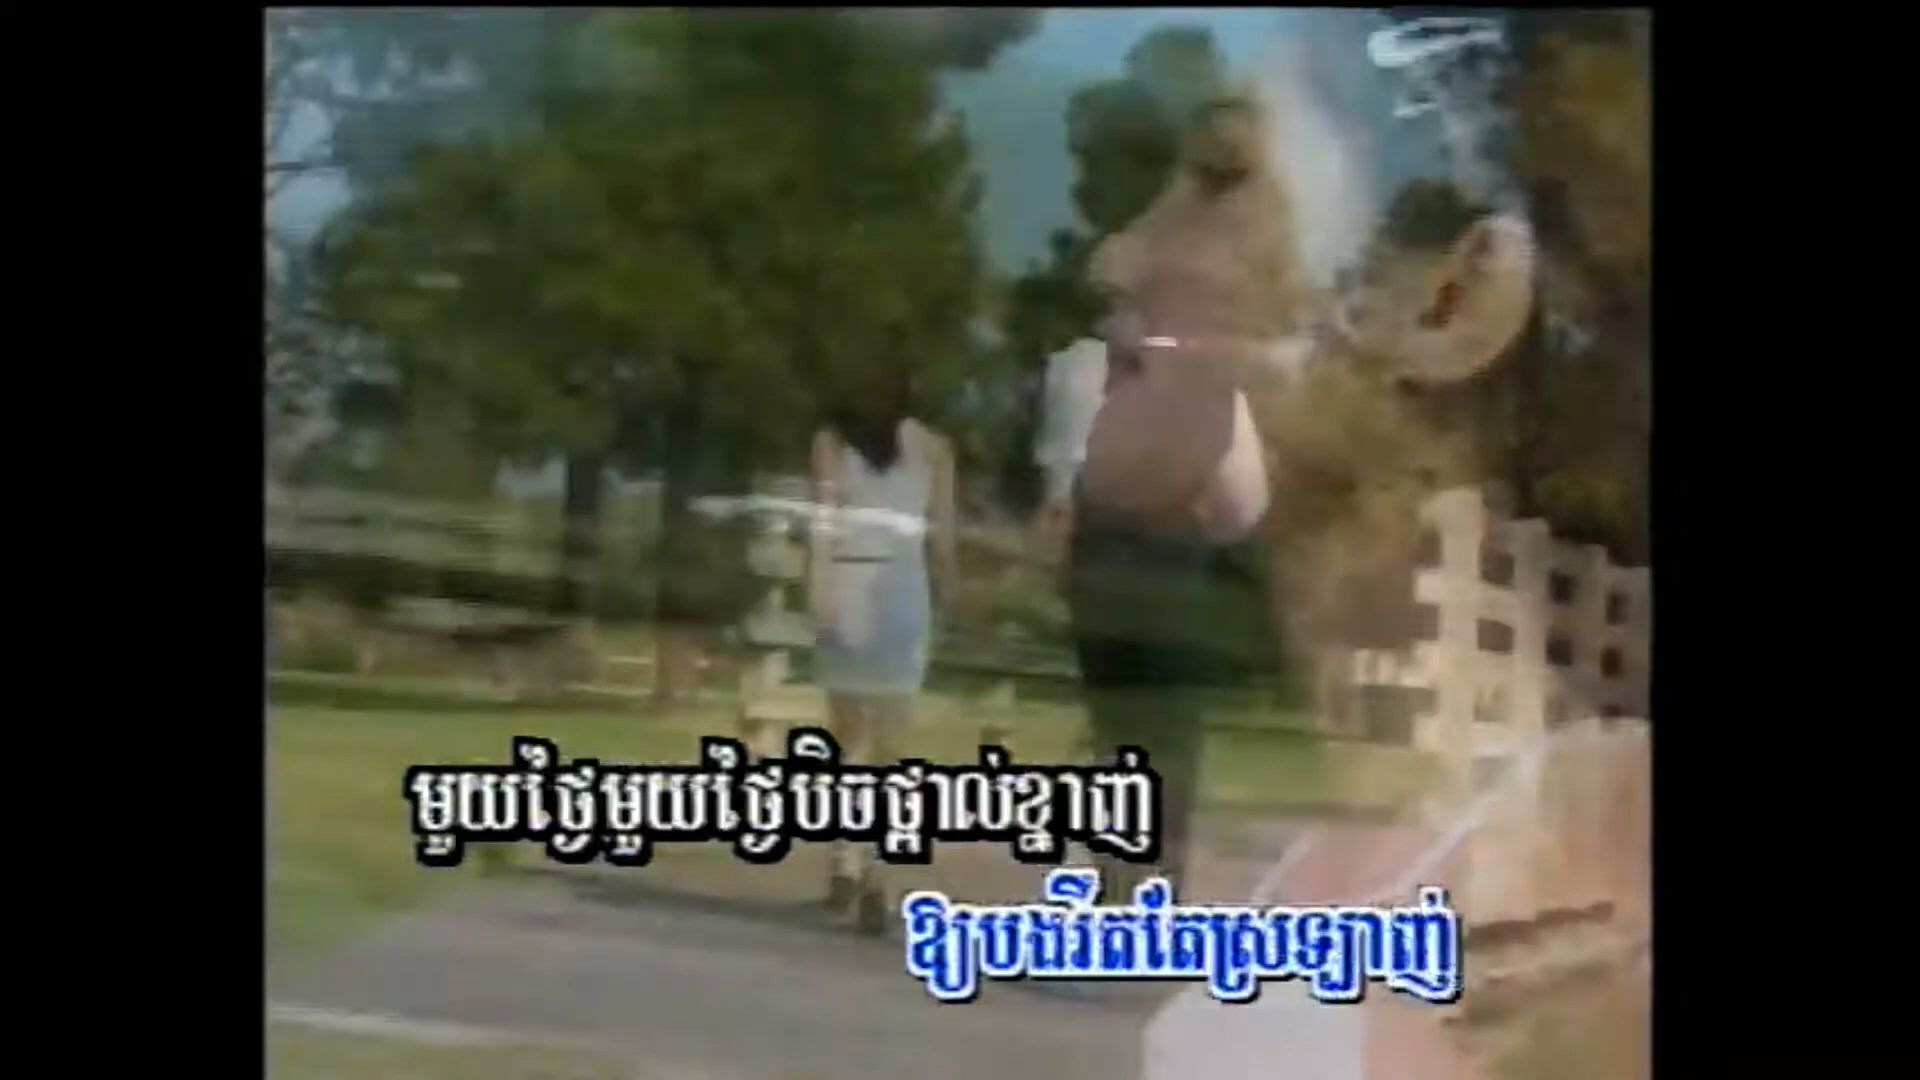 មួយថ្ងៃមួយថ្ងៃបិចផ្ដាល់ខ្នាញ់
ឱ្យបងរឹតតែស្រឡាញ់